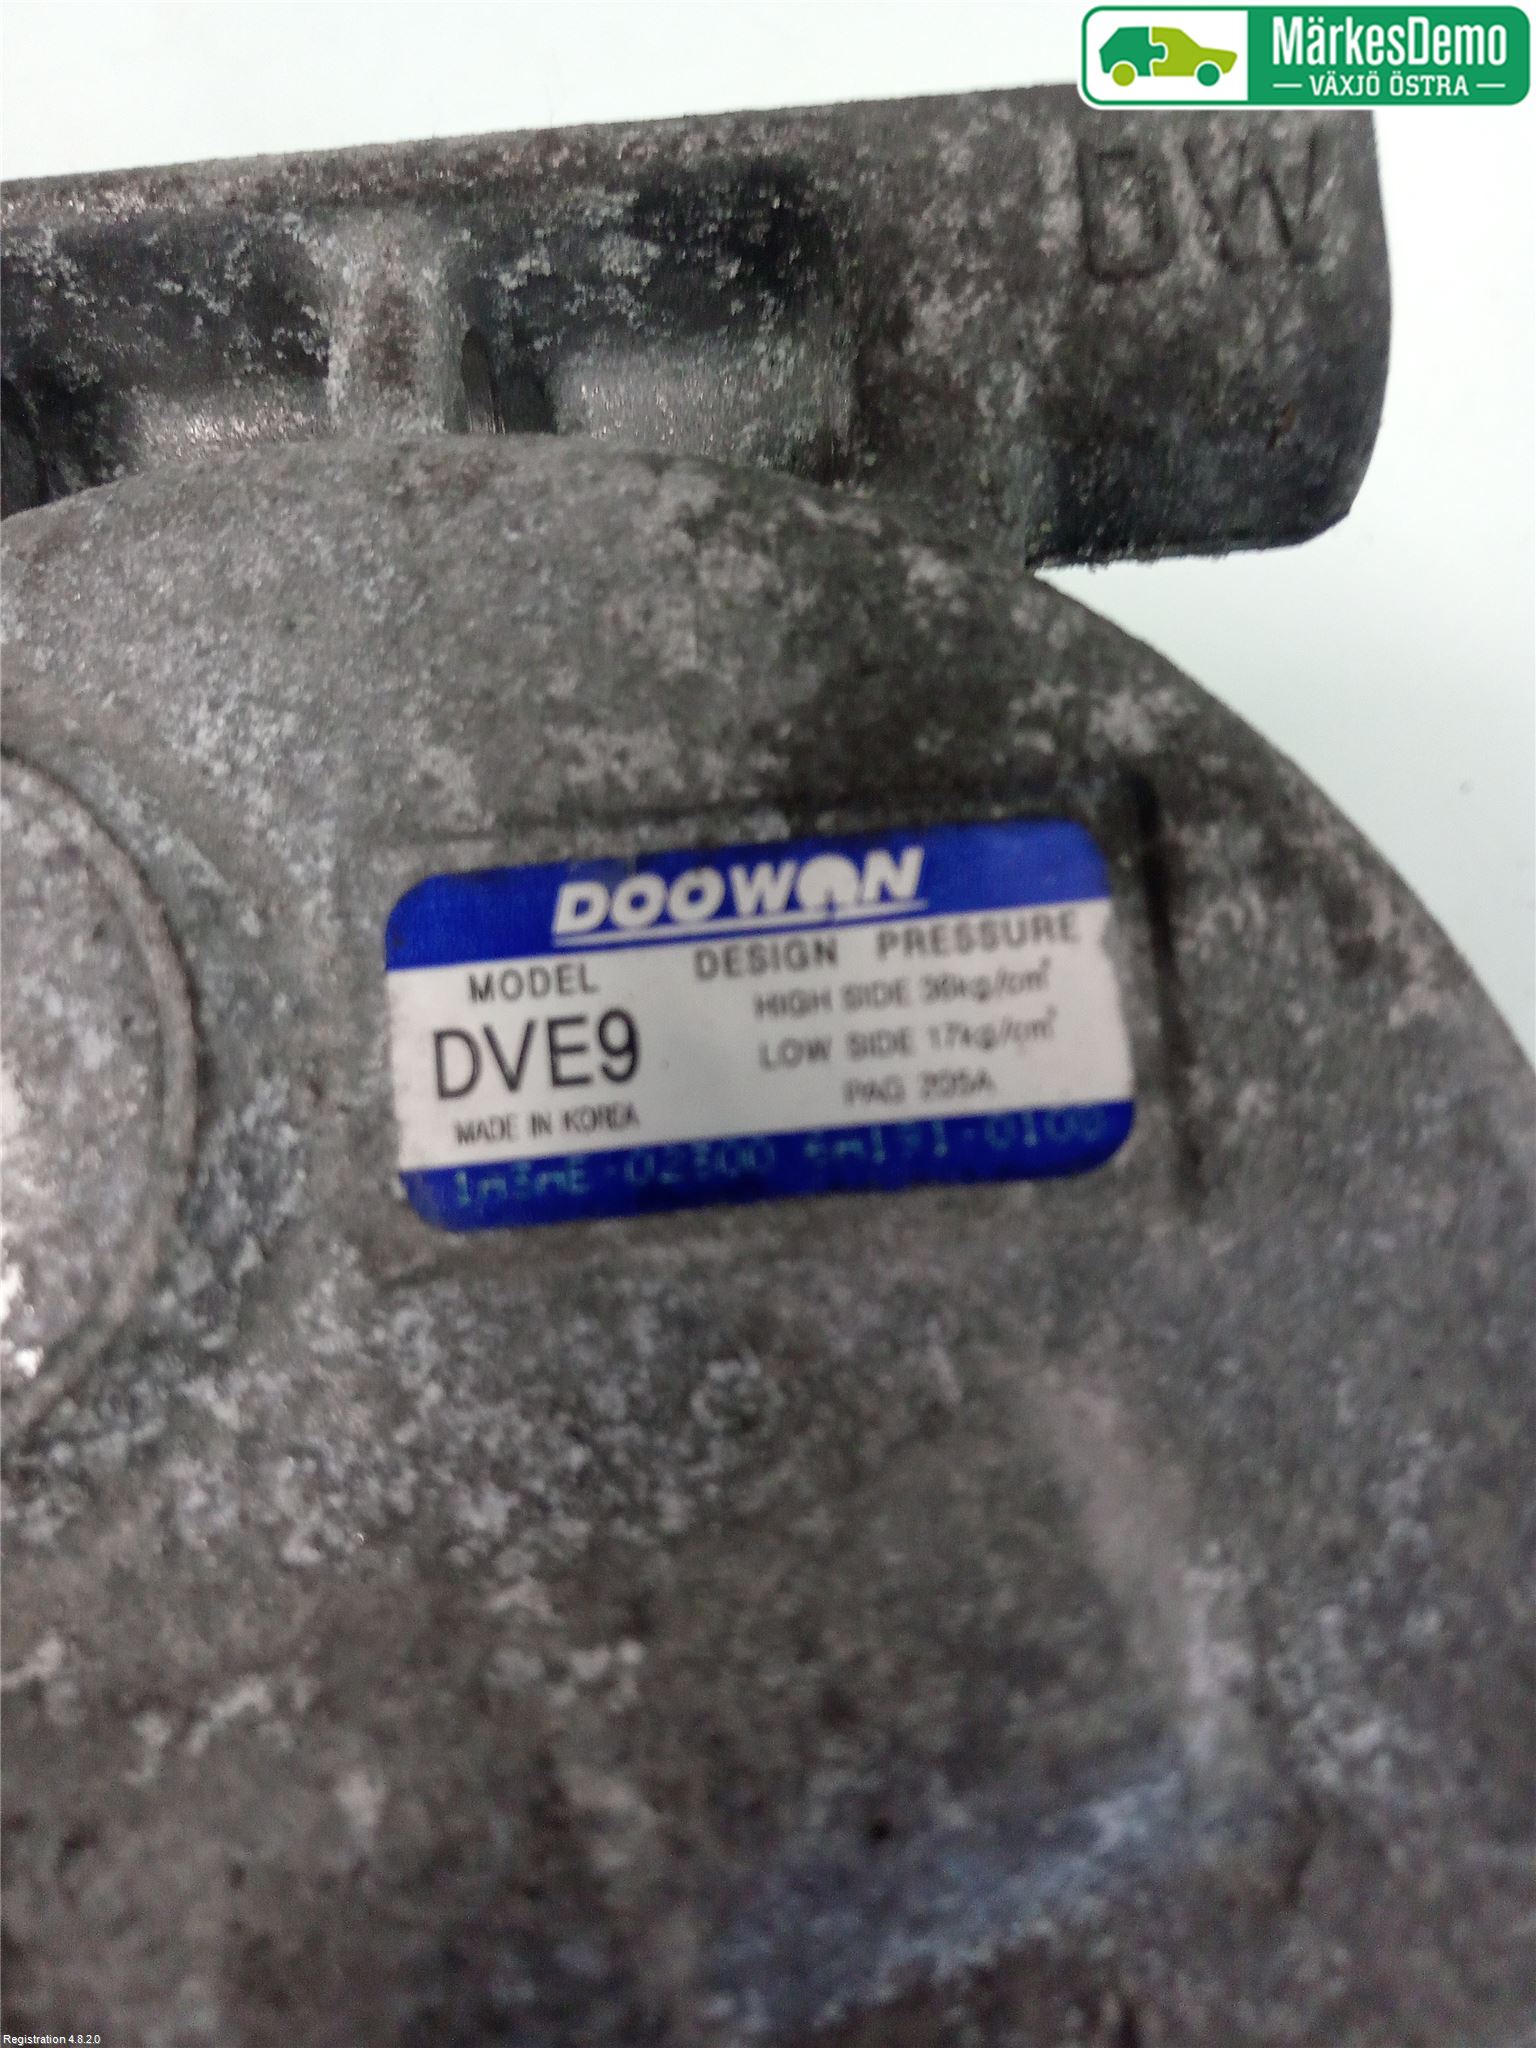 MärkesDemo
VÄXJÖ ÖSTRA
DW
DOOWON
MODEL
DVE9
MADE IN KOREA
DESIGN PRESSURE
HIGH SIDE 36kg/cm²
LOW SIDE 17kg/cm²
PAG
Registration 4.8.2.0